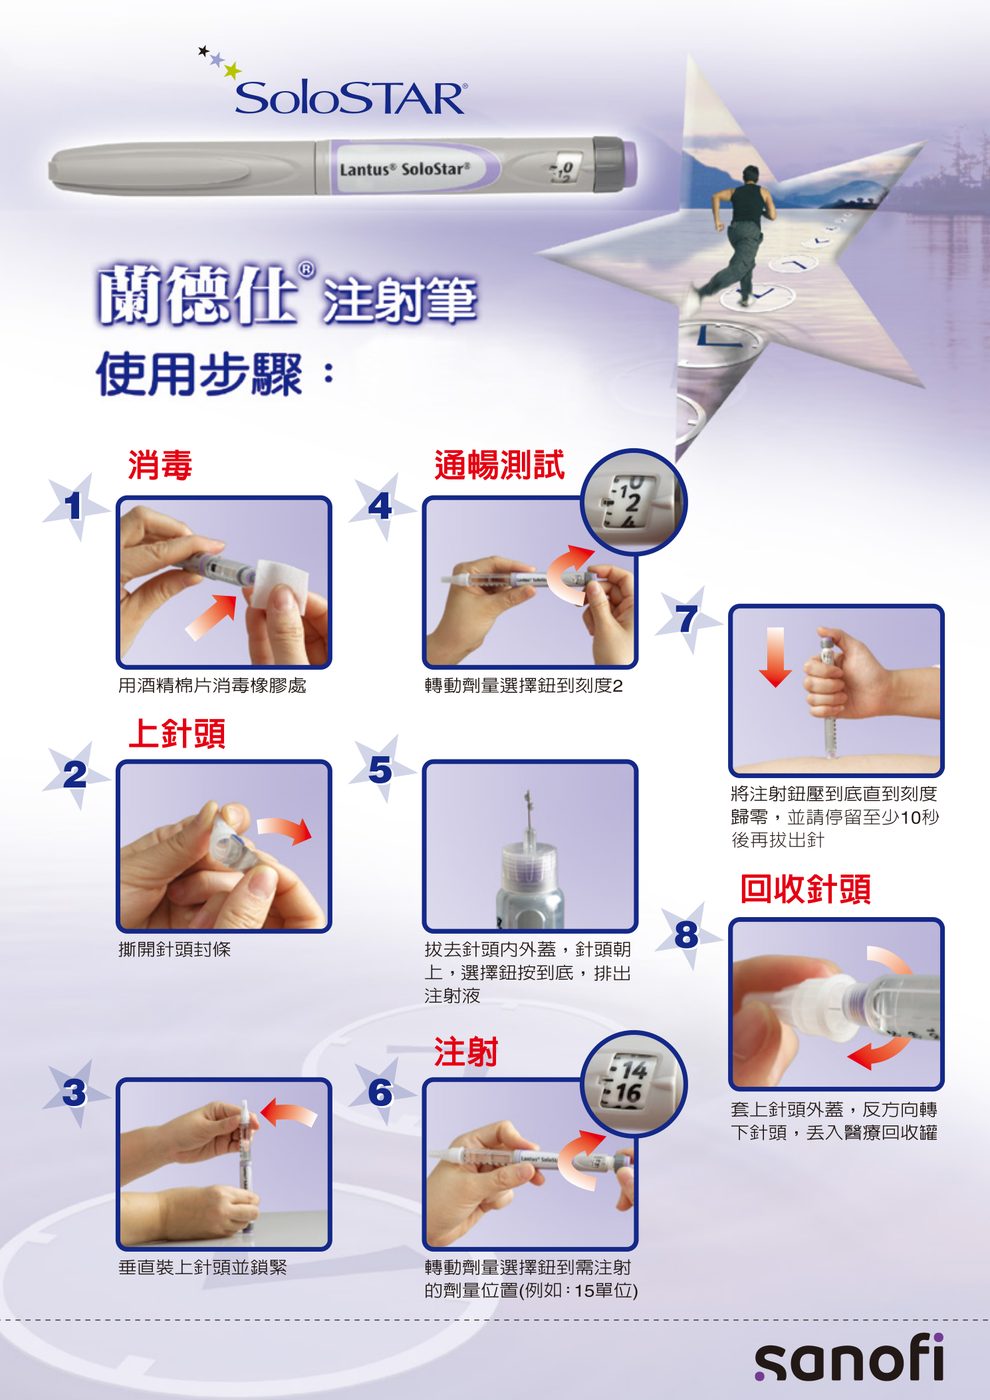 SoloSTAR®
Lantus® SoloStar®
0
蘭德仕®注射筆
使用步驟：
消毒
1
用酒精棉片消毒橡膠處
上針頭
2
撕開針頭封條
3
垂直裝上針頭並鎖緊
通暢測試
4
2
4
轉動劑量選擇鈕到刻度2
5
拔去針頭內外蓋，針頭朝
上，選擇鈕按到底，排出
注射液
注射
6
14
16
Lantus® SoloStar
轉動劑量選擇鈕到需注射
的劑量位置(例如：15單位)
7
將注射鈕壓到底直到刻度
歸零，並請停留至少10秒
後再拔出針
回收針頭
8
套上針頭外蓋，反方向轉
下針頭，丟入醫療回收罐
sanofi